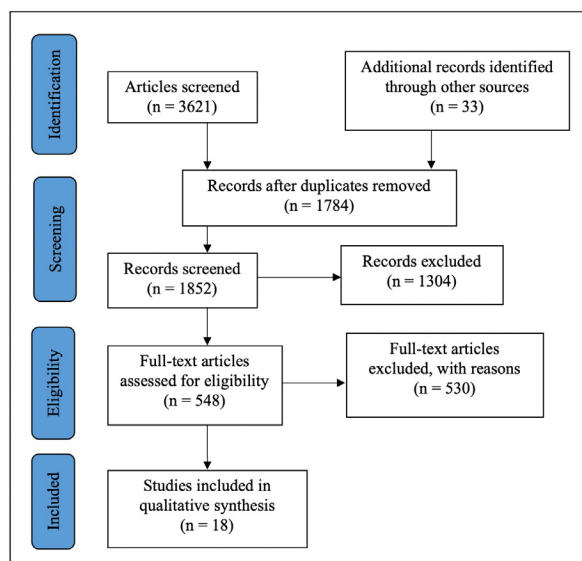 Identification
Articles screened
(n = 3621)
Additional records identified
through other sources
(n = 33)
Records after duplicates removed
(n = 1784)
Screening
Records screened
(n = 1852)
Records excluded
(n = 1304)
Eligibility
Full-text articles
assessed for eligibility
(n = 548)
Full-text articles
excluded, with reasons
(n = 530)
Included
Studies included in
qualitative synthesis
(n = 18)